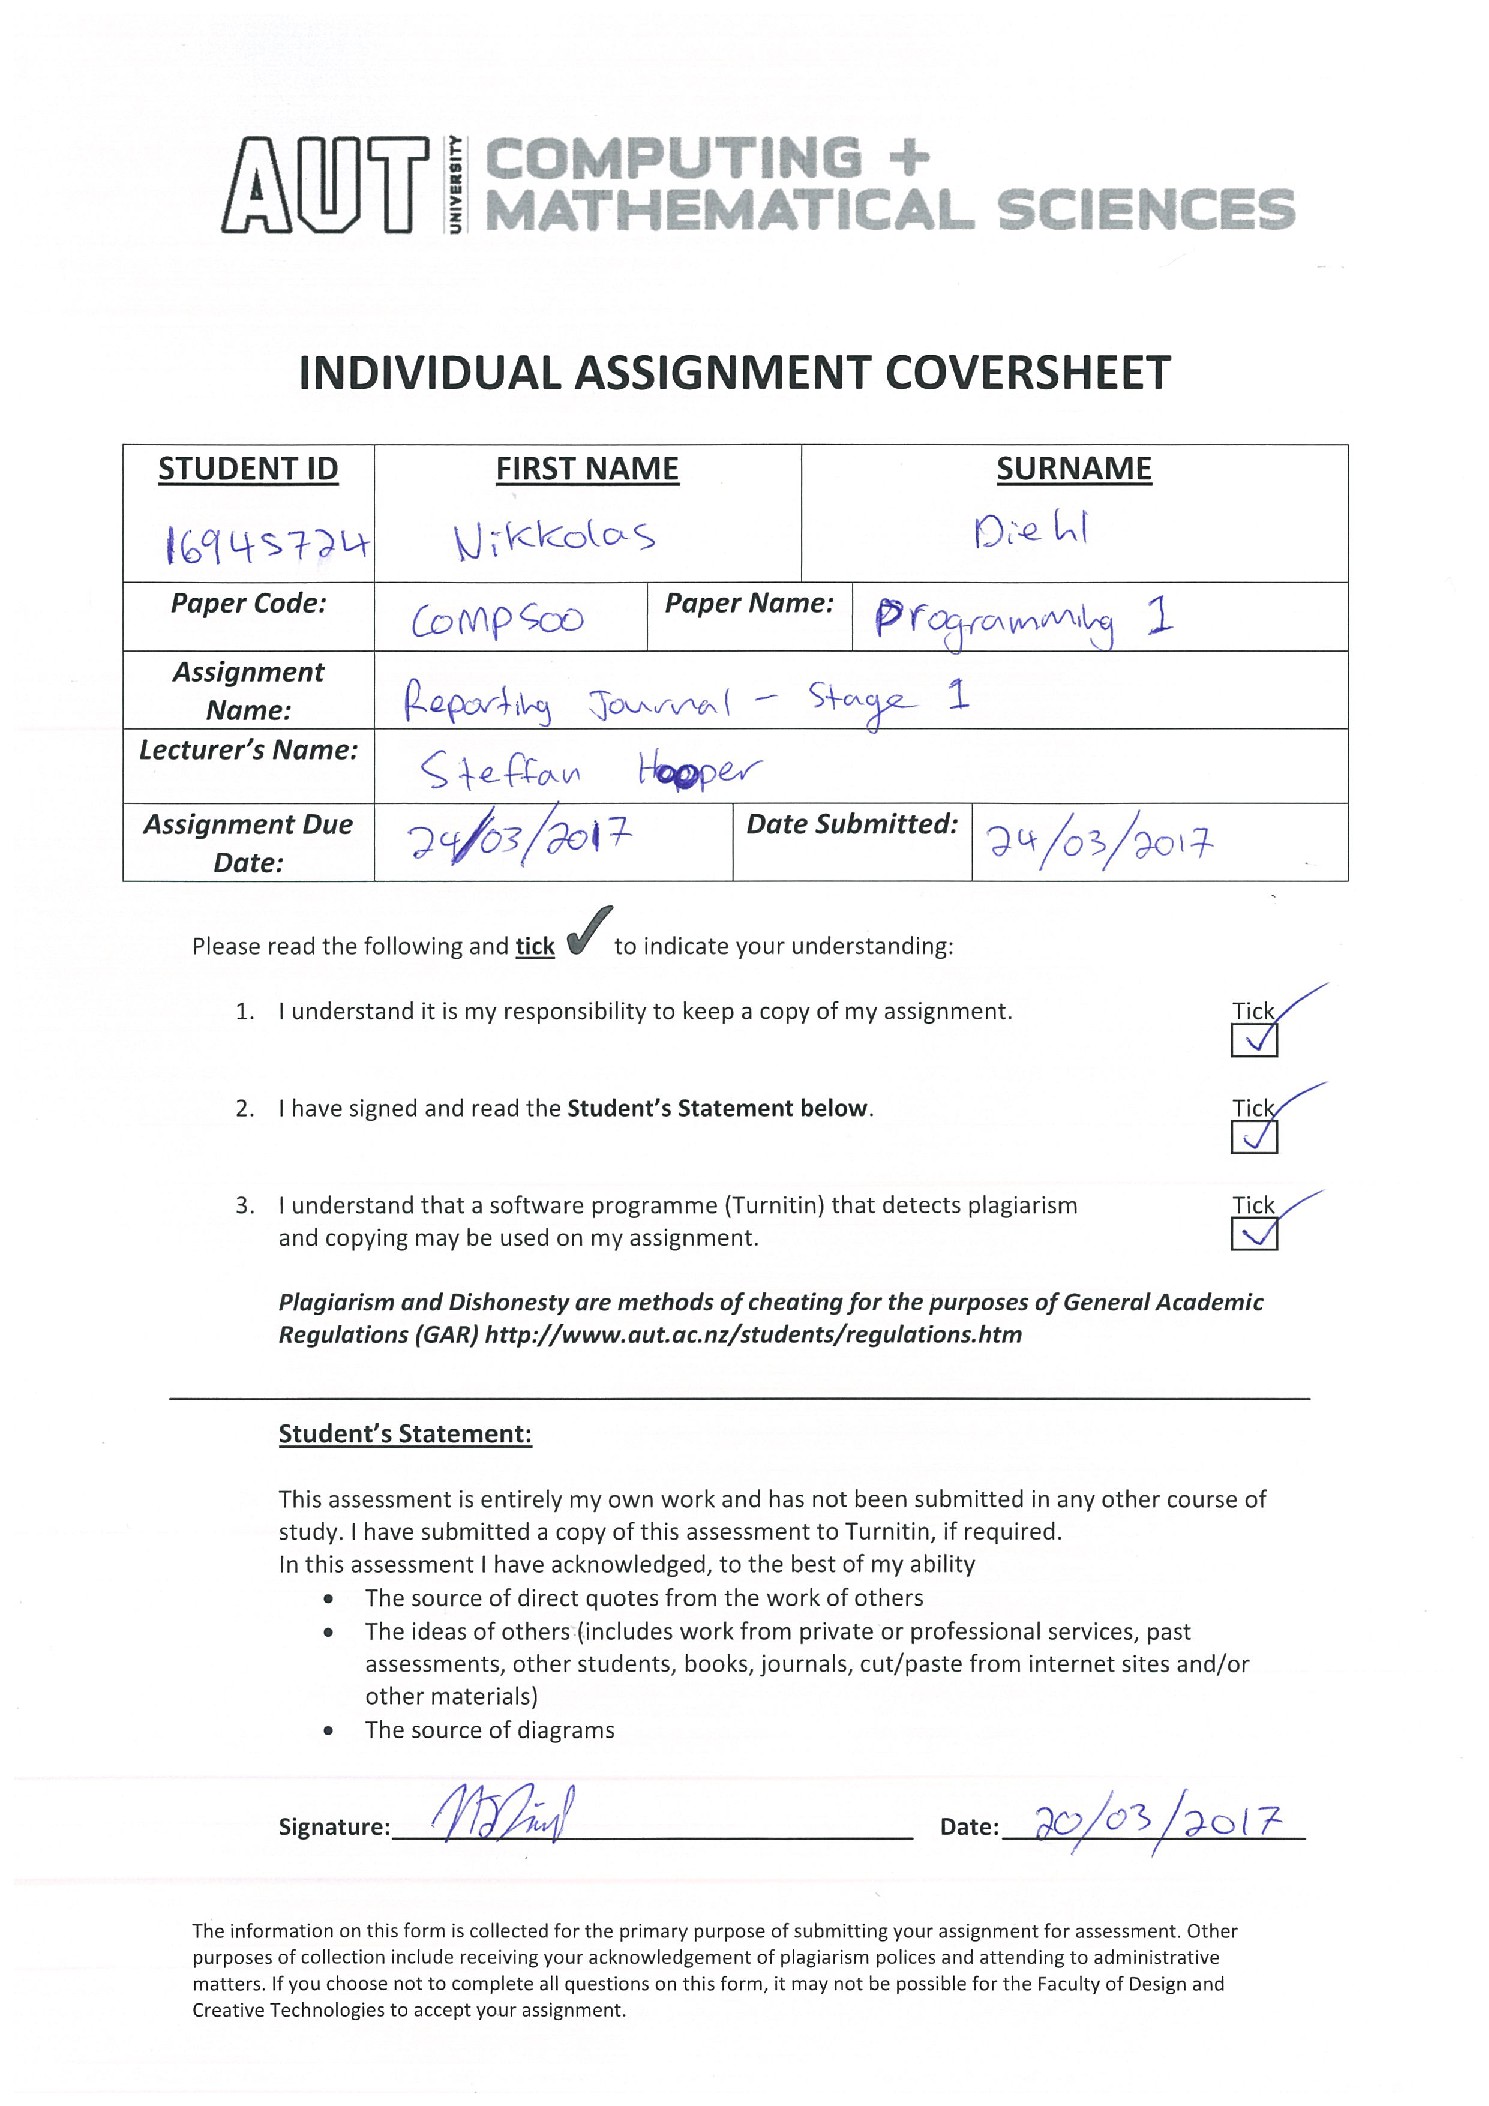 AUT UNIVERSITY COMPUTING +
MATHEMATICAL SCIENCES
INDIVIDUAL ASSIGNMENT COVERSHEET
STUDENT ID FIRST NAME SURNAME
16945724 Nikkolas Diehl
Paper Code: COMP500 Paper Name: Programming 1
Assignment
Name: Reporting Journal - Stage 1
Lecturer's Name: Steffan Hooper
Assignment Due
Date: 24/03/2017 Date Submitted: 24/03/2017
Please read the following and tick ✔ to indicate your understanding:
1. I understand it is my responsibility to keep a copy of my assignment. Tick
2. I have signed and read the Student's Statement below. Tick
3. I understand that a software programme (Turnitin) that detects plagiarism Tick
and copying may be used on my assignment.
Plagiarism and Dishonesty are methods of cheating for the purposes of General Academic
Regulations (GAR) http://www.aut.ac.nz/students/regulations.htm
Student's Statement:
This assessment is entirely my own work and has not been submitted in any other course of
study. I have submitted a copy of this assessment to Turnitin, if required.
In this assessment I have acknowledged, to the best of my ability
• The source of direct quotes from the work of others
• The ideas of others (includes work from private or professional services, past
assessments, other students, books, journals, cut/paste from internet sites and/or
other materials)
• The source of diagrams
Signature: Date: 20/03/2017
The information on this form is collected for the primary purpose of submitting your assignment for assessment. Other
purposes of collection include receiving your acknowledgement of plagiarism polices and attending to administrative
matters. If you choose not to complete all questions on this form, it may not be possible for the Faculty of Design and
Creative Technologies to accept your assignment.